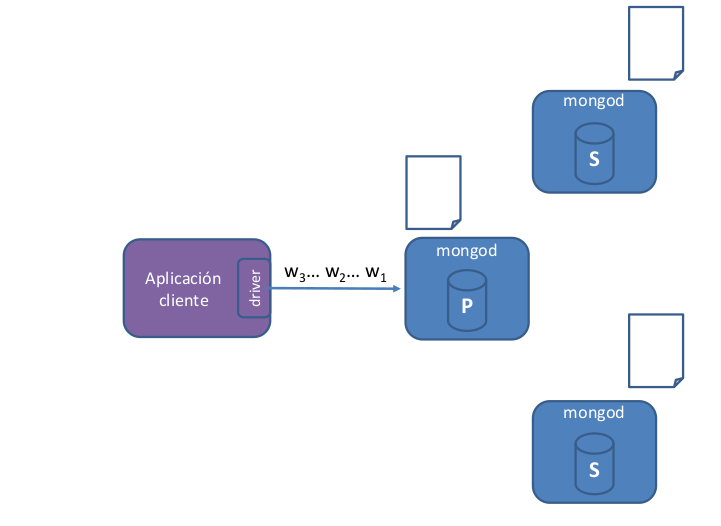 mongod
S
mongod
Aplicación
cliente
driver
w3... w2... w1
P
mongod
S